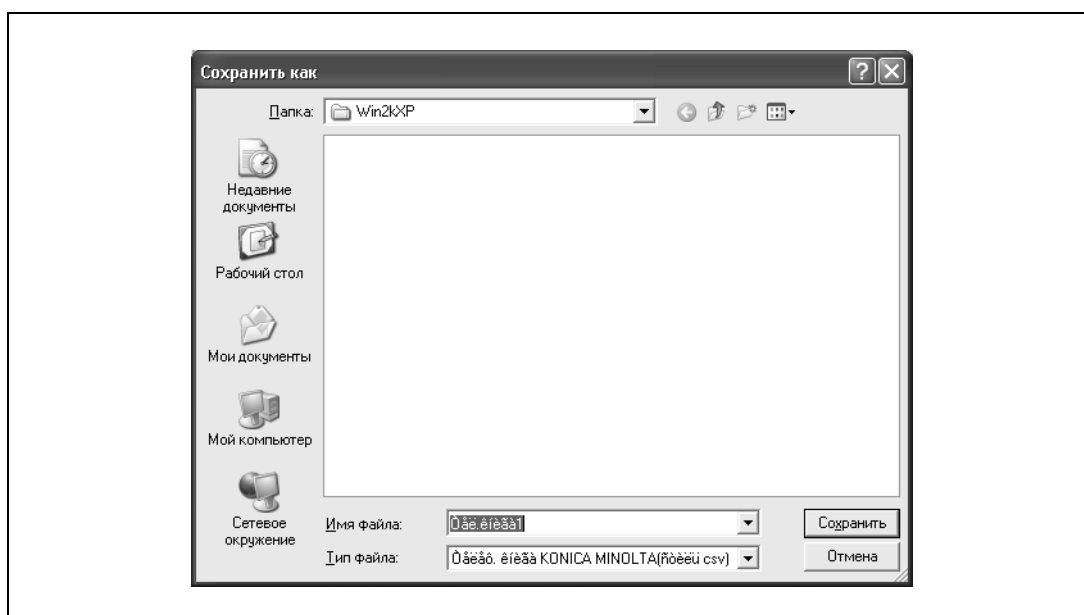 Сохранить как
Папка: Win2kXP
Недавние
документы
Рабочий стол
Мои документы
Мой компьютер
Сетевое
окружение
Имя файла: Òåë.êíèãà1
Сохранить
Тип файла: Òåëåô. êíèãà KONICA MINOLTA(ñòèëü csv)
Отмена